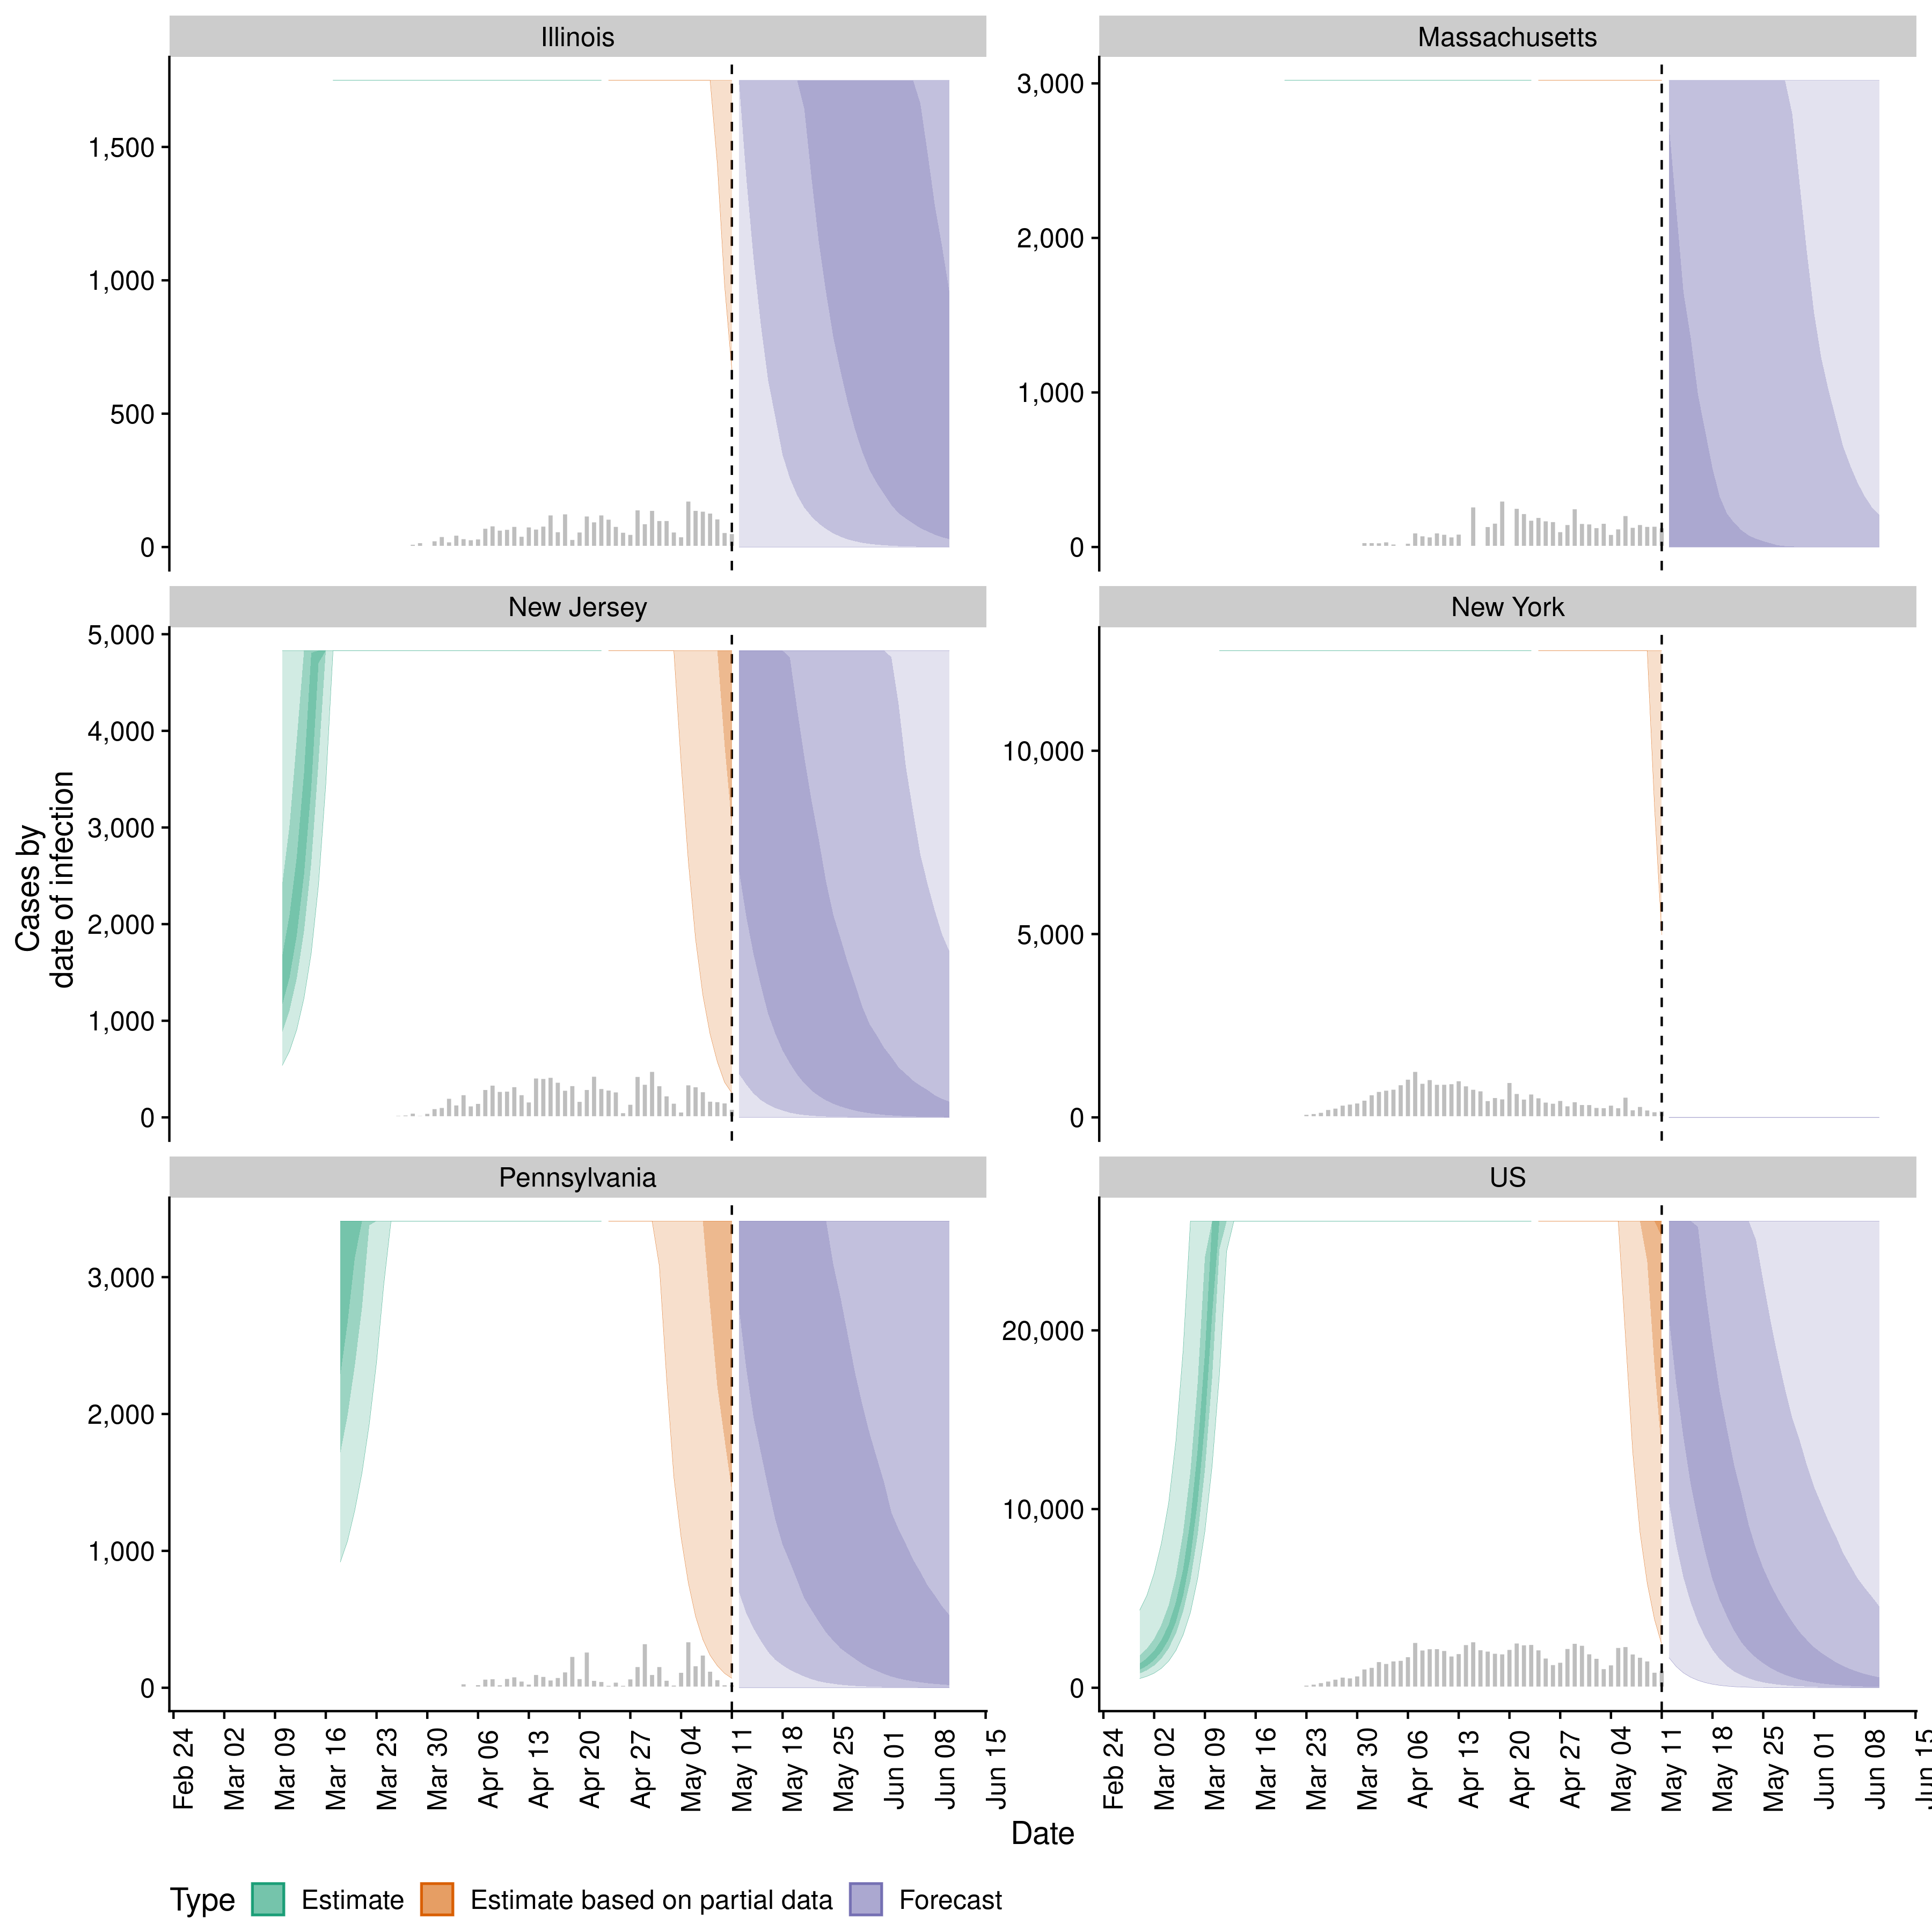 Illinois
Massachusetts
1,500
1,000
500
0
3,000
2,000
1,000
0
New Jersey
New York
5,000
4,000
3,000
2,000
1,000
0
10,000
5,000
0
Cases by
date of infection
Pennsylvania
US
3,000
2,000
1,000
0
20,000
10,000
0
Feb 24
Mar 02
Mar 09
Mar 16
Mar 23
Mar 30
Apr 06
Apr 13
Apr 20
Apr 27
May 04
May 11
May 18
May 25
Jun 01
Jun 08
Jun 15
Feb 24
Mar 02
Mar 09
Mar 16
Mar 23
Mar 30
Apr 06
Apr 13
Apr 20
Apr 27
May 04
May 11
May 18
May 25
Jun 01
Jun 08
Jun 15
Date
Type Estimate Estimate based on partial data Forecast